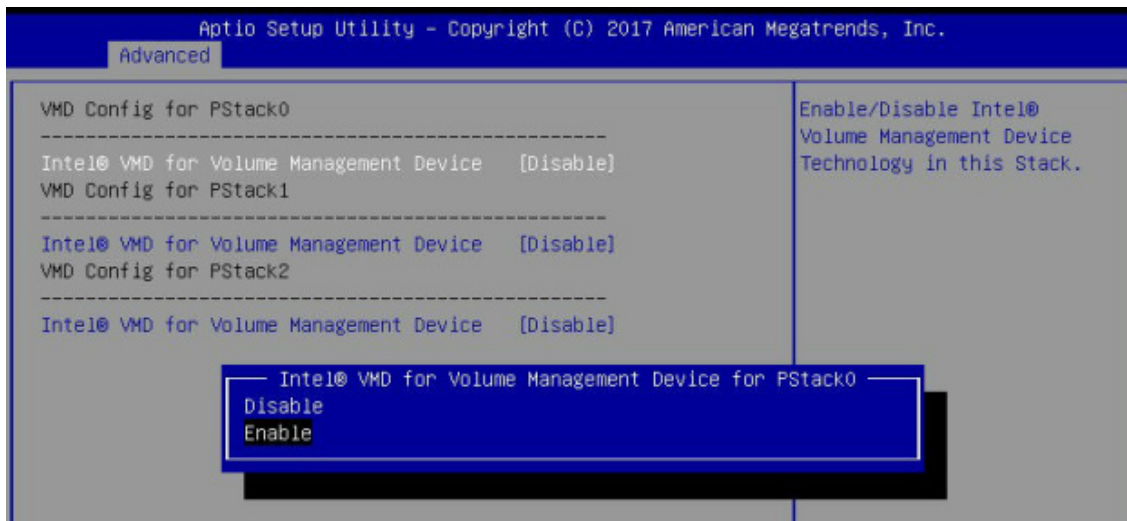 Aptio Setup Utility – Copyright (C) 2017 American Megatrends, Inc.
Advanced
VMD Config for PStack0
------------------------------------------------
Intel® VMD for Volume Management Device [Disable]
VMD Config for PStack1
------------------------------------------------
Intel® VMD for Volume Management Device [Disable]
VMD Config for PStack2
------------------------------------------------
Intel® VMD for Volume Management Device [Disable]
Enable/Disable Intel®
Volume Management Device
Technology in this Stack.
Intel® VMD for Volume Management Device for PStack0
Disable
Enable